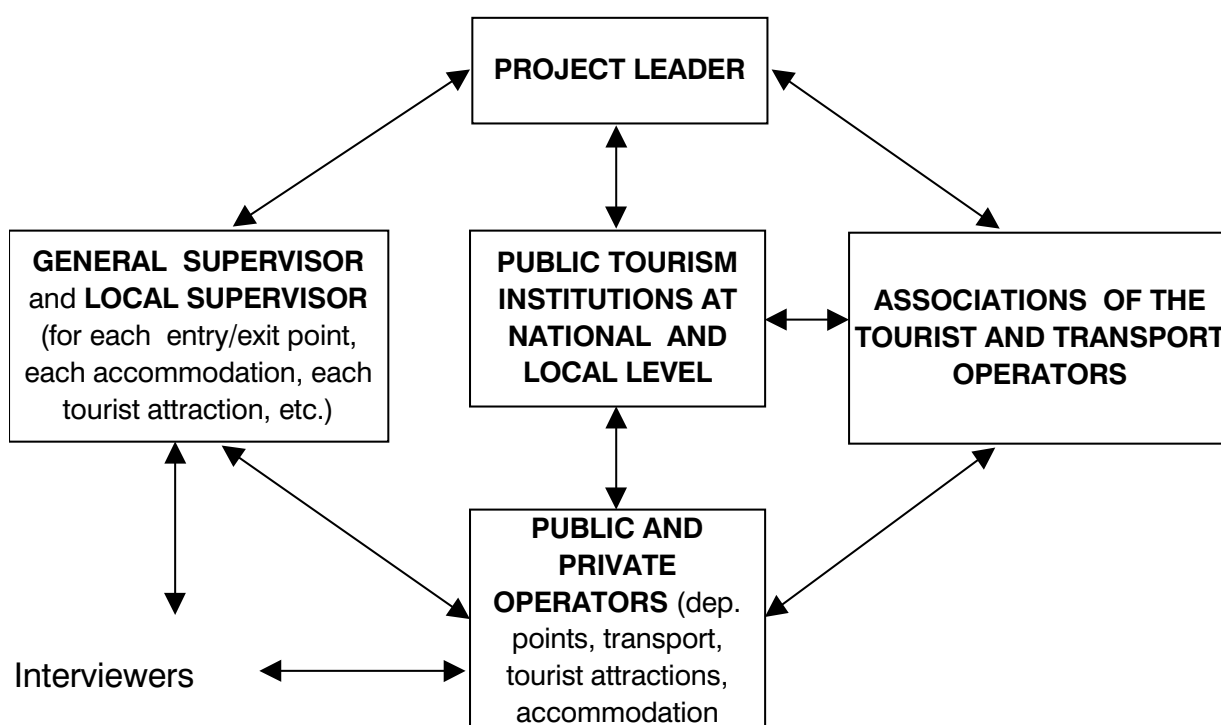 PROJECT LEADER
GENERAL SUPERVISOR
and LOCAL SUPERVISOR
(for each entry/exit point,
each accommodation, each
tourist attraction, etc.)
PUBLIC TOURISM
INSTITUTIONS AT
NATIONAL AND
LOCAL LEVEL
ASSOCIATIONS OF THE
TOURIST AND TRANSPORT
OPERATORS
PUBLIC AND
PRIVATE
OPERATORS (dep.
points, transport,
tourist attractions,
accommodation
Interviewers